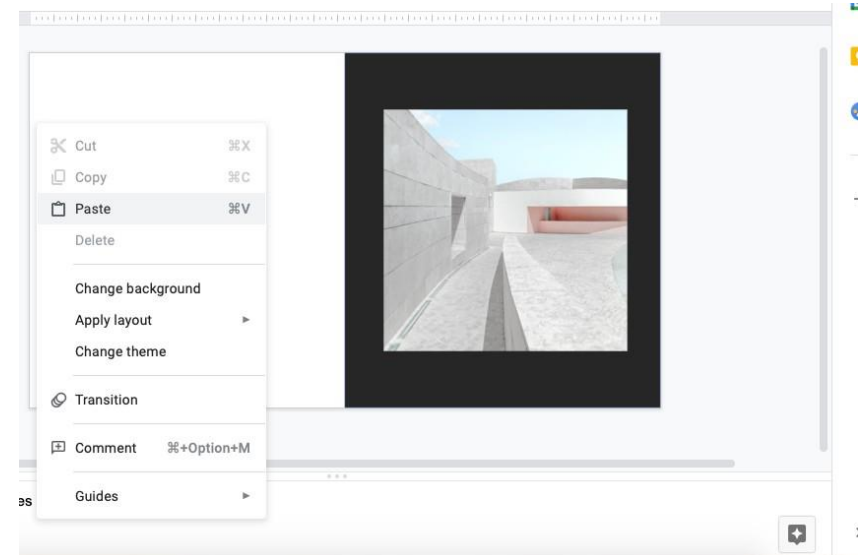 Cut ⌘X
Copy ⌘C
Paste ⌘V
Delete
Change background
Apply layout
Change theme
Transition
Comment ⌘+Option+M
Guides
es